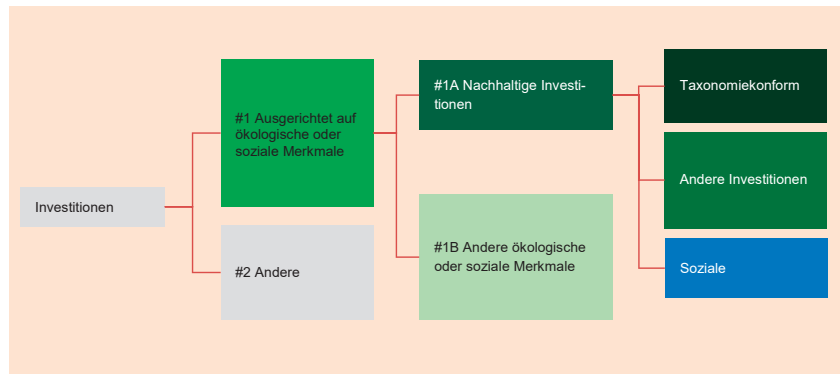 Investitionen
#1 Ausgerichtet auf
ökologische oder
soziale Merkmale
#2 Andere
#1A Nachhaltige Investi-
tionen
#1B Andere ökologische
oder soziale Merkmale
Taxonomiekonform
Andere Investitionen
Soziale